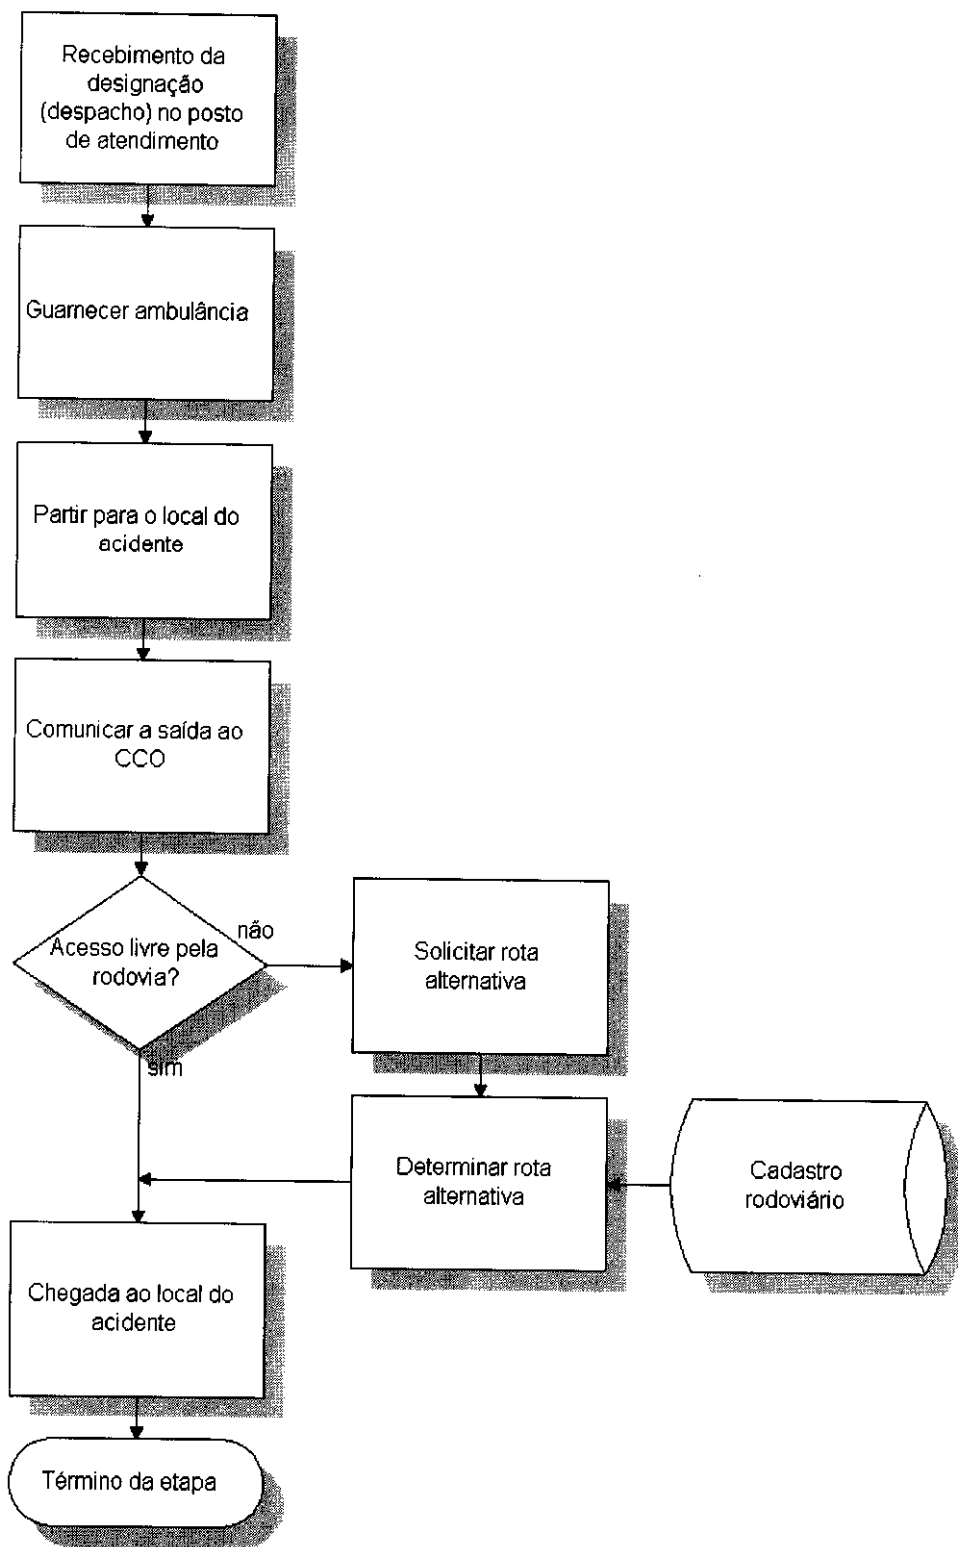 Recebimento da
designação
(despacho) no posto
de atendimento
Guarnecer ambulância
Partir para o local do
acidente
Comunicar a saída ao
CCO
Acesso livre pela
rodovia?
não
Solicitar rota
alternativa
sim
Determinar rota
alternativa
Cadastro
rodoviário
Chegada ao local do
acidente
Término da etapa